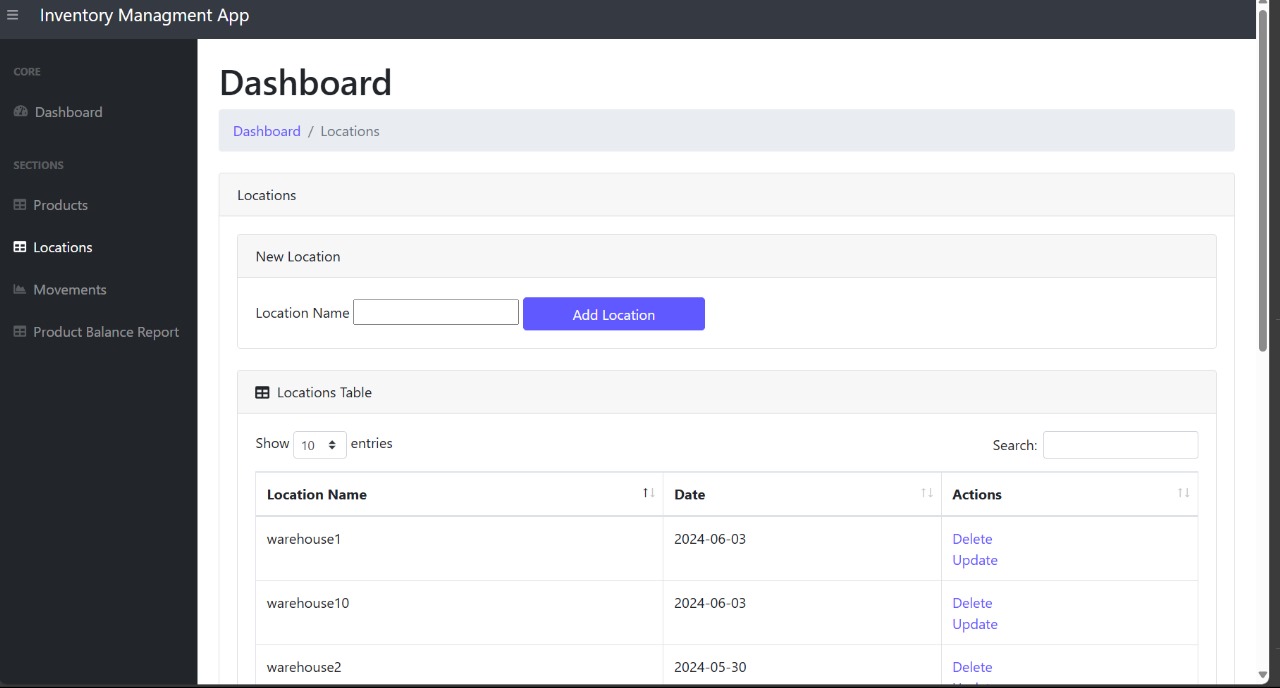 Inventory Managment App
CORE
Dashboard
SECTIONS
Products
Locations
Movements
Product Balance Report
Dashboard
Dashboard / Locations
Locations
New Location
Location Name Add Location
Locations Table
Show 10 entries Search:
Location Name Date Actions
warehouse1 2024-06-03 Delete
Update
warehouse10 2024-06-03 Delete
Update
warehouse2 2024-05-30 Delete